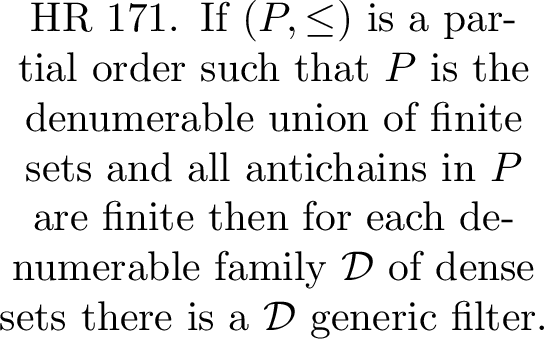 HR 171. If (P, ≤) is a par-
tial order such that P is the
denumerable union of finite
sets and all antichains in P
are finite then for each de-
numerable family 𝒟 of dense
sets there is a 𝒟 generic filter.